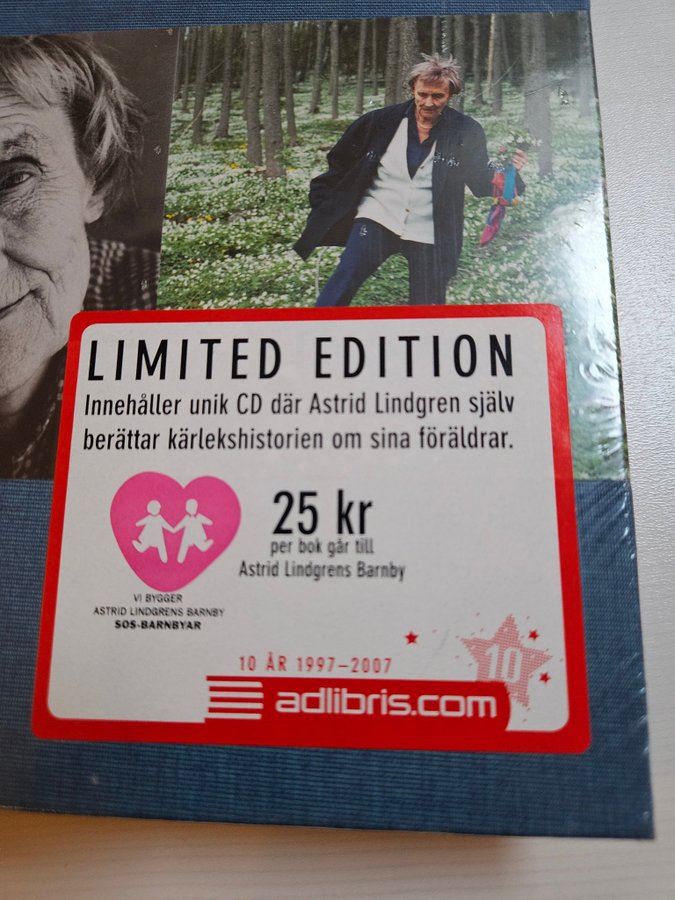 LIMITED EDITION
Innehåller unik CD där Astrid Lindgren själv
berättar kärlekshistorien om sina föräldrar.
25 kr
per bok går till
Astrid Lindgrens Barnby
VI BYGGER
ASTRID LINDGRENS BARNBY
SOS-BARNBYAR
10
10 ÅR 1997–2007
adlibris.com